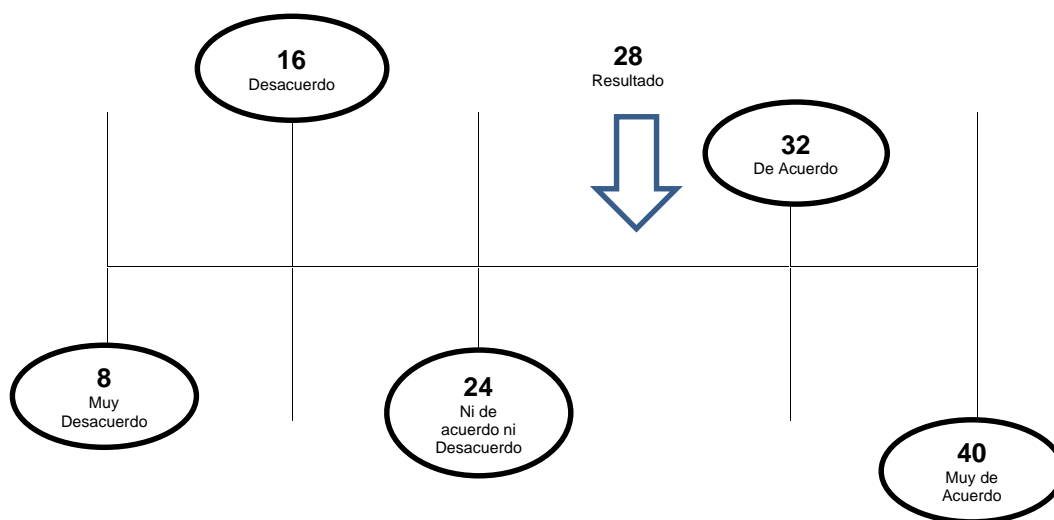 16
Desacuerdo
28
Resultado
32
De Acuerdo
8
Muy
Desacuerdo
24
Ni de
acuerdo ni
Desacuerdo
40
Muy de
Acuerdo